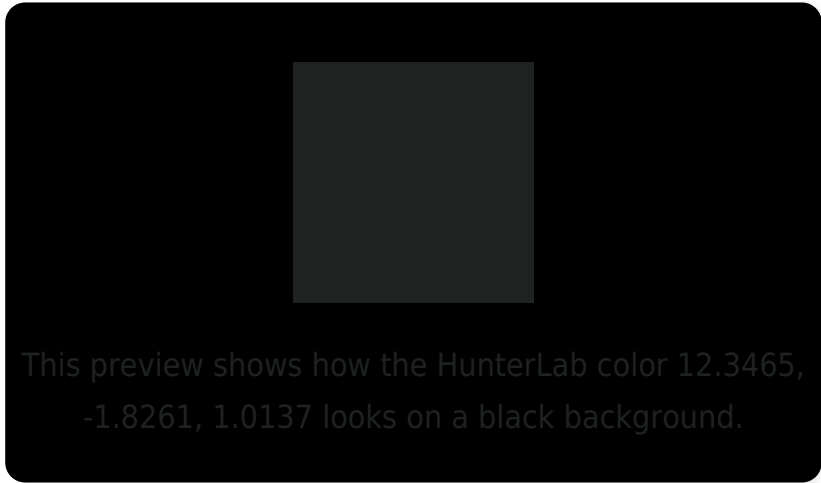 This preview shows how the HunterLab color 12.3465,
-1.8261, 1.0137 looks on a black background.